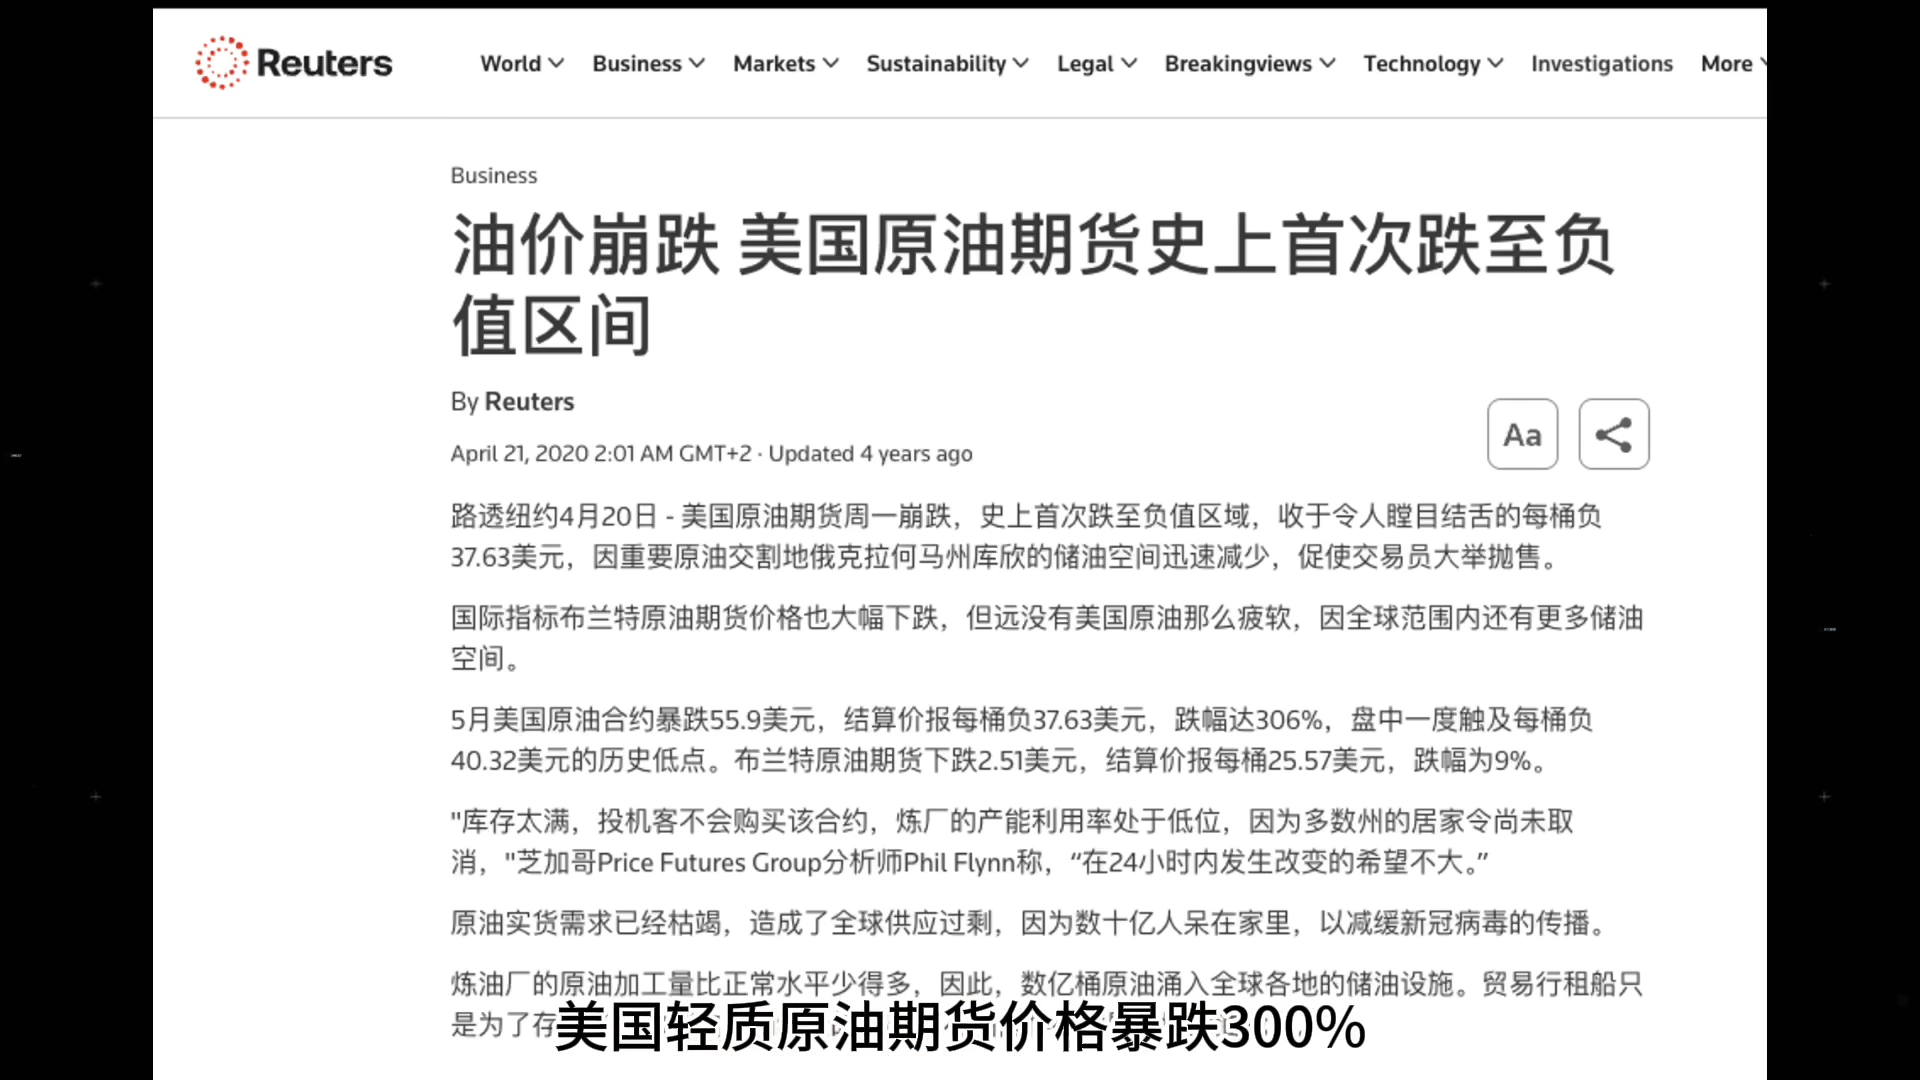 Reuters
World Business Markets Sustainability Legal Breakingviews Technology Investigations More
Business
油价崩跌 美国原油期货史上首次跌至负
值区间
By Reuters
April 21, 2020 2:01 AM GMT+2 · Updated 4 years ago
Aa
路透纽约4月20日 - 美国原油期货周一崩跌，史上首次跌至负值区域，收于令人瞠目结舌的每桶负
37.63美元，因重要原油交割地俄克拉何马州库欣的储油空间迅速减少，促使交易员大举抛售。
国际指标布兰特原油期货价格也大幅下跌，但远没有美国原油那么疲软，因全球范围内还有更多储油
空间。
5月美国原油合约暴跌55.9美元，结算价报每桶负37.63美元，跌幅达306%，盘中一度触及每桶负
40.32美元的历史低点。布兰特原油期货下跌2.51美元，结算价报每桶25.57美元，跌幅为9%。
"库存太满，投机客不会购买该合约，炼厂的产能利用率处于低位，因为多数州的居家令尚未取
消，"芝加哥Price Futures Group分析师Phil Flynn称，“在24小时内发生改变的希望不大。”
原油实货需求已经枯竭，造成了全球供应过剩，因为数十亿人呆在家里，以减缓新冠病毒的传播。
炼油厂的原油加工量比正常水平少得多，因此，数亿桶原油涌入全球各地的储油设施。贸易行租船只
是为了存
美国轻质原油期货价格暴跌300%